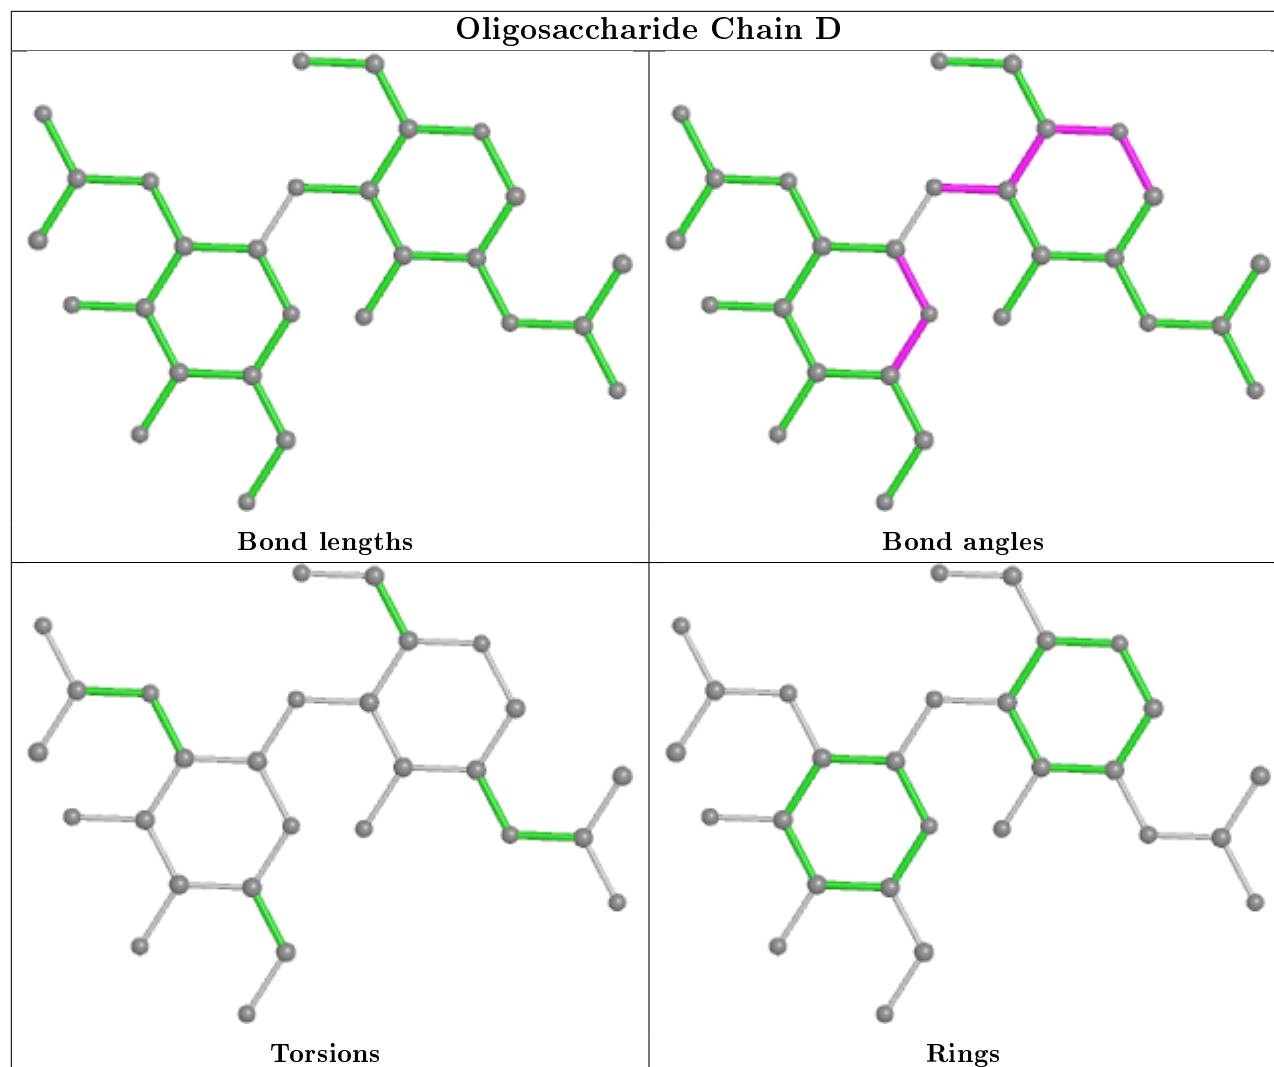 Oligosaccharide Chain D
Bond lengths
Bond angles
Torsions
Rings